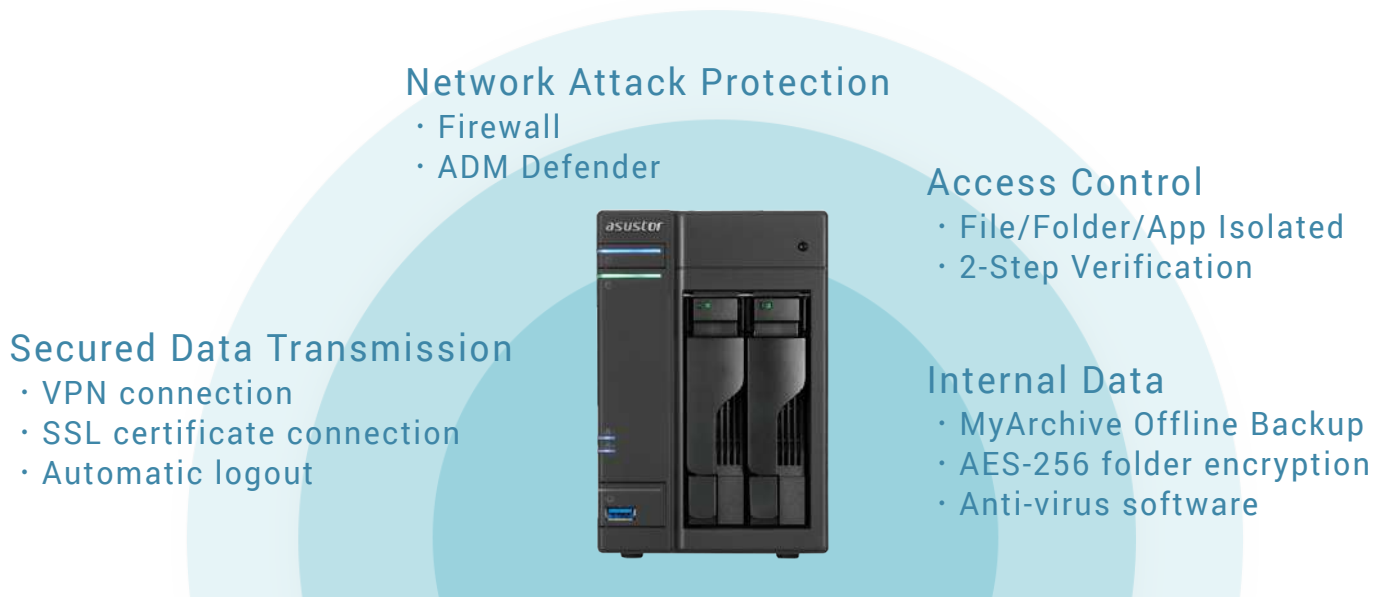 Network Attack Protection
· Firewall
· ADM Defender
Access Control
· File/Folder/App Isolated
· 2-Step Verification
asustor
Secured Data Transmission
· VPN connection
· SSL certificate connection
· Automatic logout
Internal Data
· MyArchive Offline Backup
· AES-256 folder encryption
· Anti-virus software